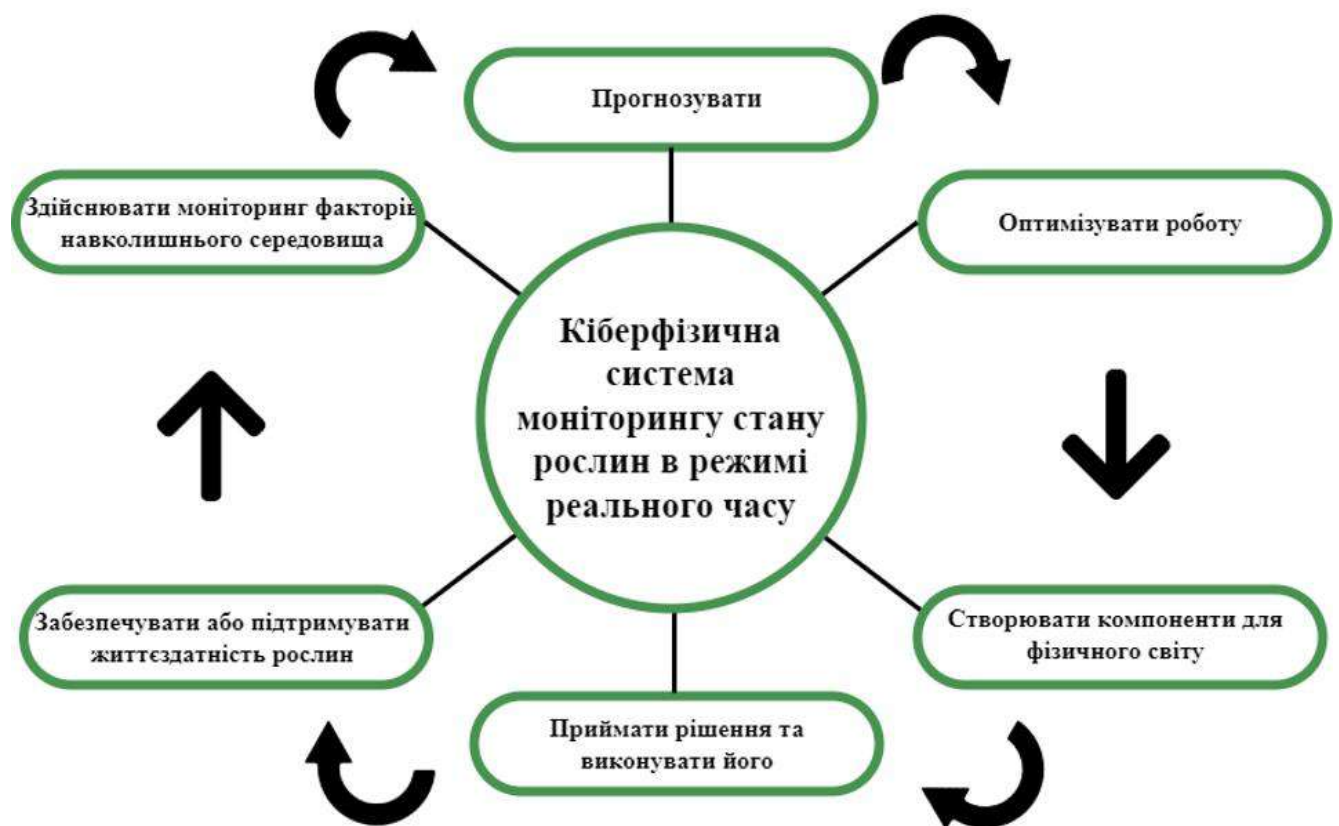 Прогнозувати
Здійснювати моніторинг факторів
навколишнього середовища
Оптимізувати роботу
Кіберфізична
система
моніторингу стану
рослин в режимі
реального часу
Забезпечувати або підтримувати
життєздатність рослин
Створювати компоненти для
фізичного світу
Приймати рішення та
виконувати його